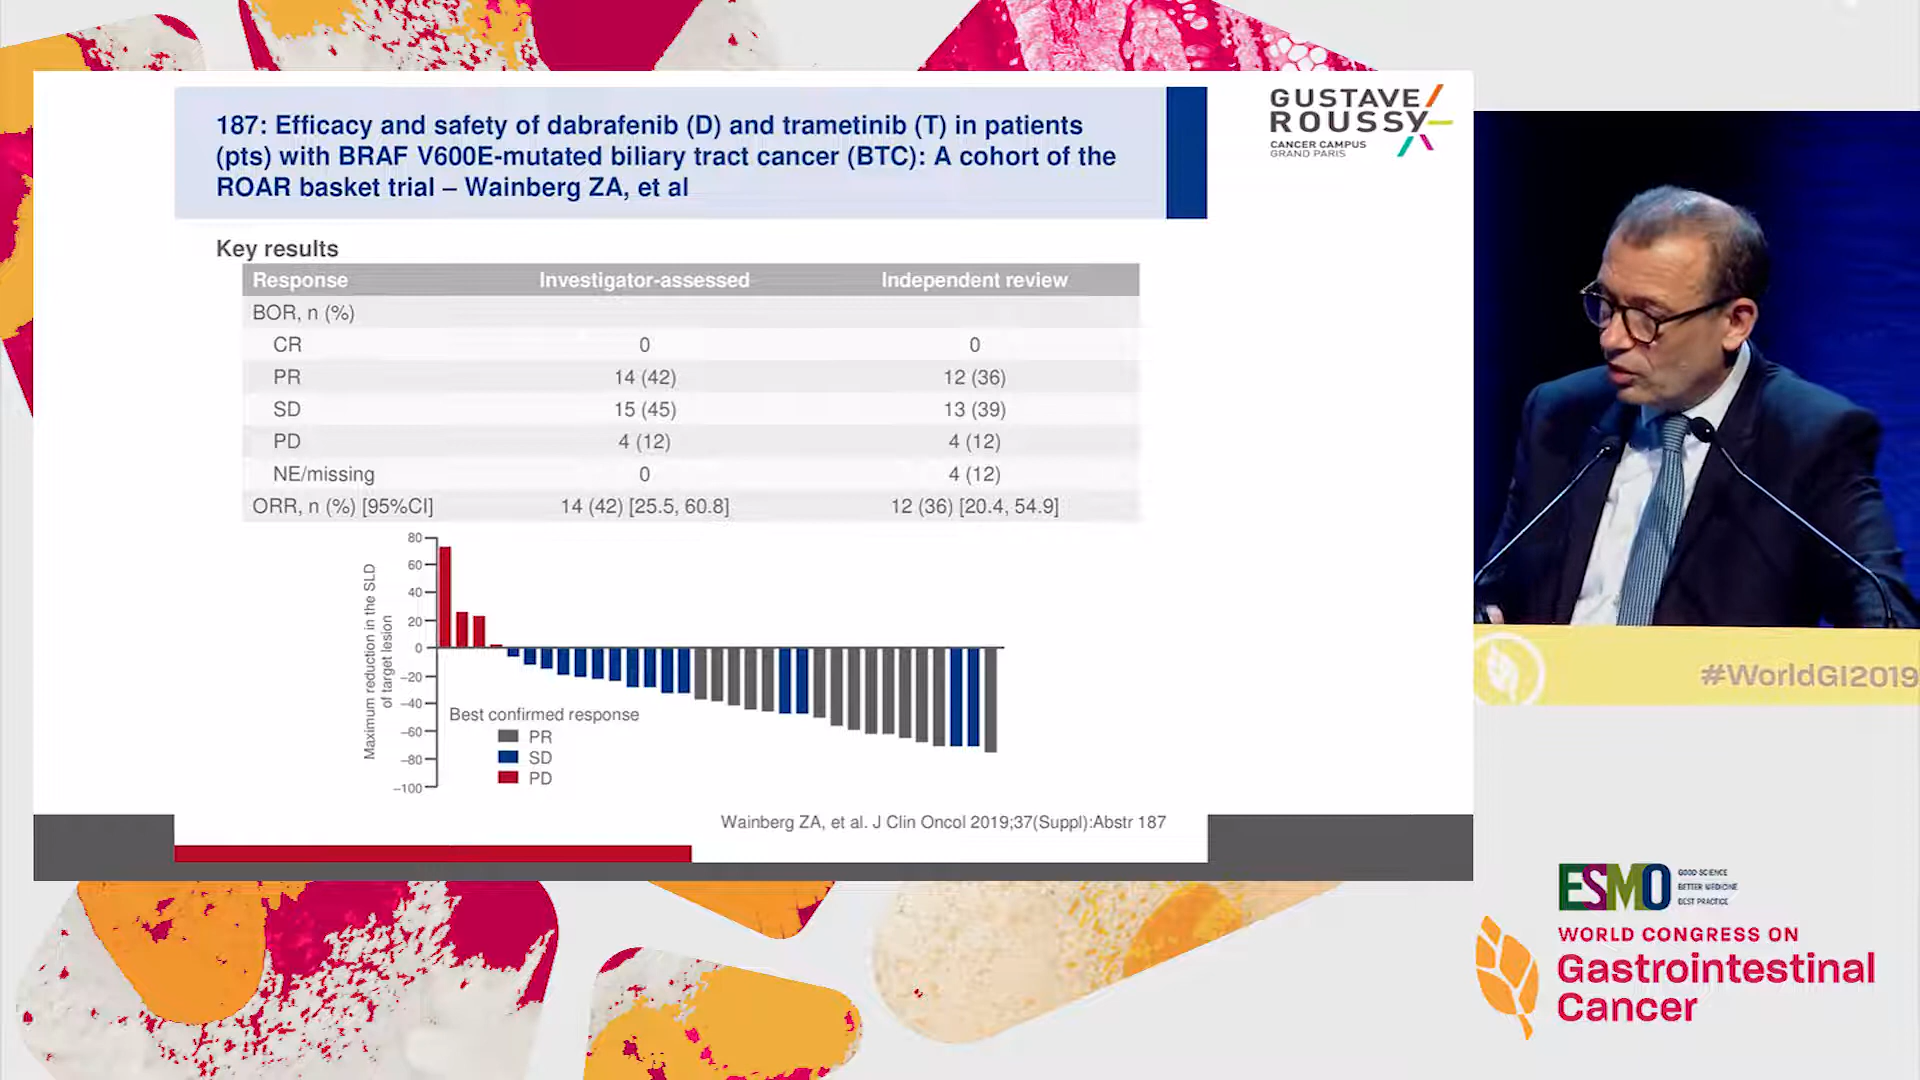 187: Efficacy and safety of dabrafenib (D) and trametinib (T) in patients
(pts) with BRAF V600E-mutated biliary tract cancer (BTC): A cohort of the
ROAR basket trial – Wainberg ZA, et al
GUSTAVE
ROUSSY
CANCER CAMPUS
GRAND PARIS
Key results
Response Investigator-assessed Independent review
BOR, n (%)
CR 0 0
PR 14 (42) 12 (36)
SD 15 (45) 13 (39)
PD 4 (12) 4 (12)
NE/missing 0 4 (12)
ORR, n (%) [95%CI] 14 (42) [25.5, 60.8] 12 (36) [20.4, 54.9]
Maximum reduction in the SLD
of target lesion
80
60
40
20
0
–20
–40
–60
–80
–100
Best confirmed response
PR
SD
PD
Wainberg ZA, et al. J Clin Oncol 2019;37(Suppl):Abstr 187
#WorldGI2019
ESMO
GOOD SCIENCE
BETTER MEDICINE
BEST PRACTICE
WORLD CONGRESS ON
Gastrointestinal
Cancer